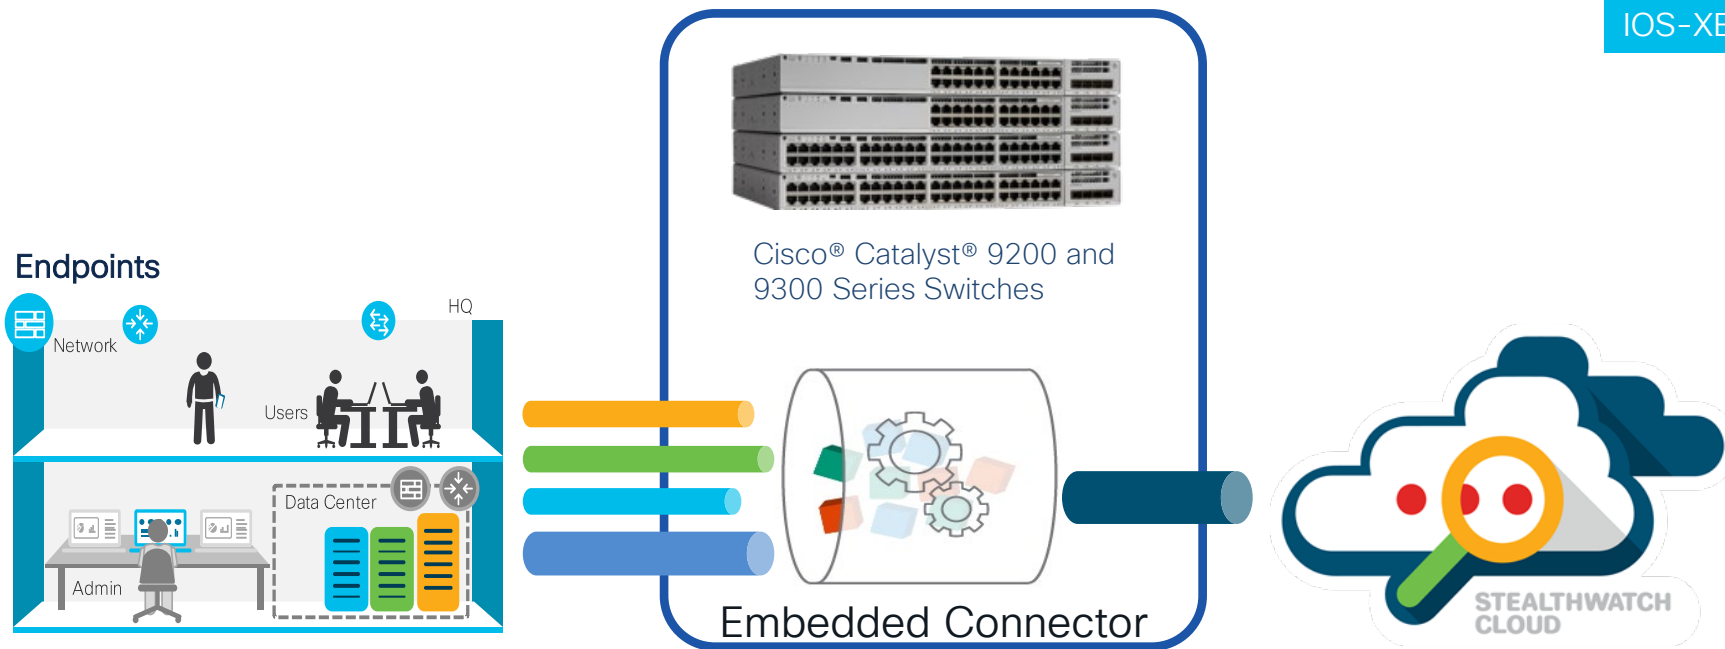 IOS-XE
Cisco® Catalyst® 9200 and
9300 Series Switches
Endpoints
HQ
Network
Users
Data Center
Admin
Embedded Connector
STEALTHWATCH
CLOUD